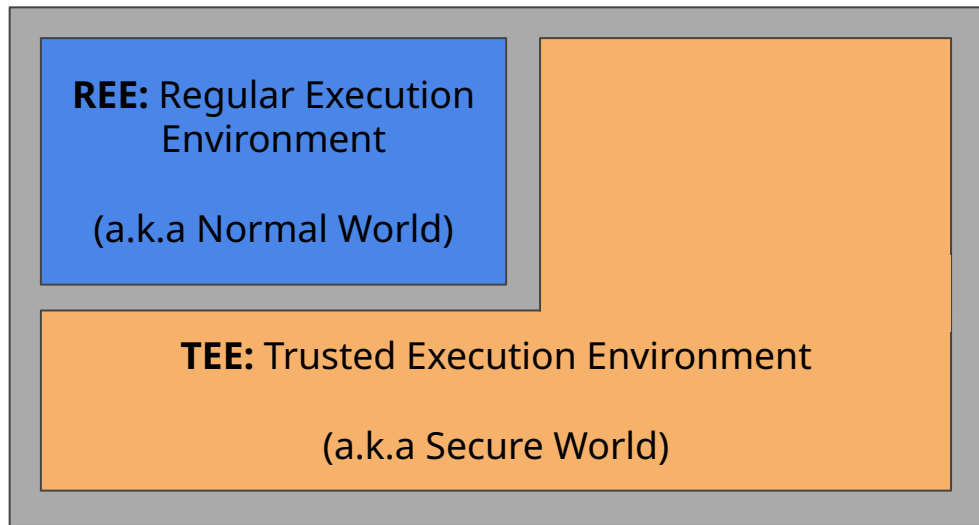 REE: Regular Execution
Environment
(a.k.a Normal World)
TEE: Trusted Execution Environment
(a.k.a Secure World)